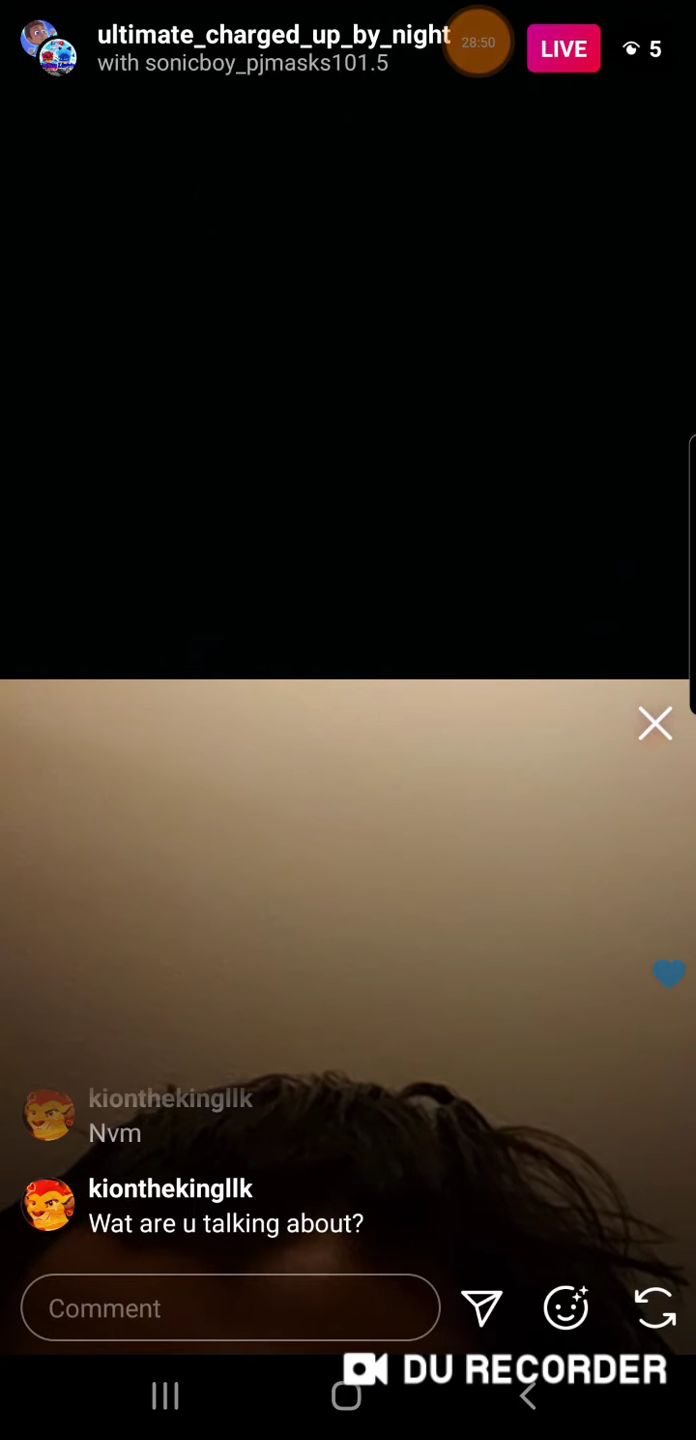 ultimate_charged_up_by_night
28:50
LIVE
5
with sonicboy_pjmasks101.5
kionthekingllk
Nvm
kionthekingllk
Wat are u talking about?
Comment
DU RECORDER